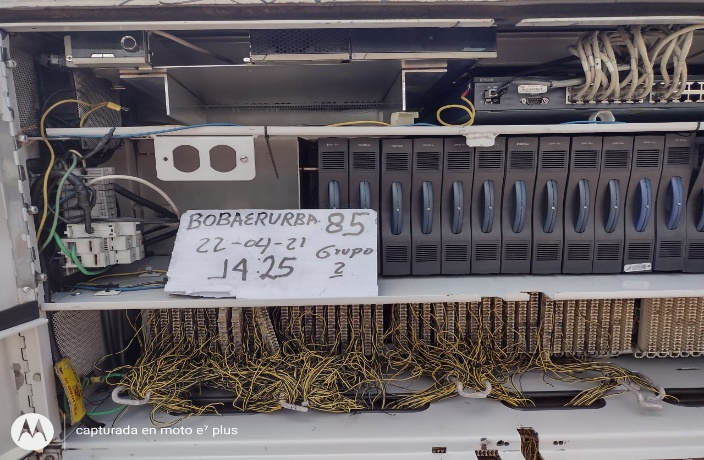 BOBAERURBA 85
22-04-21 Grupo
14:25 2
capturada en moto e⁷ plus